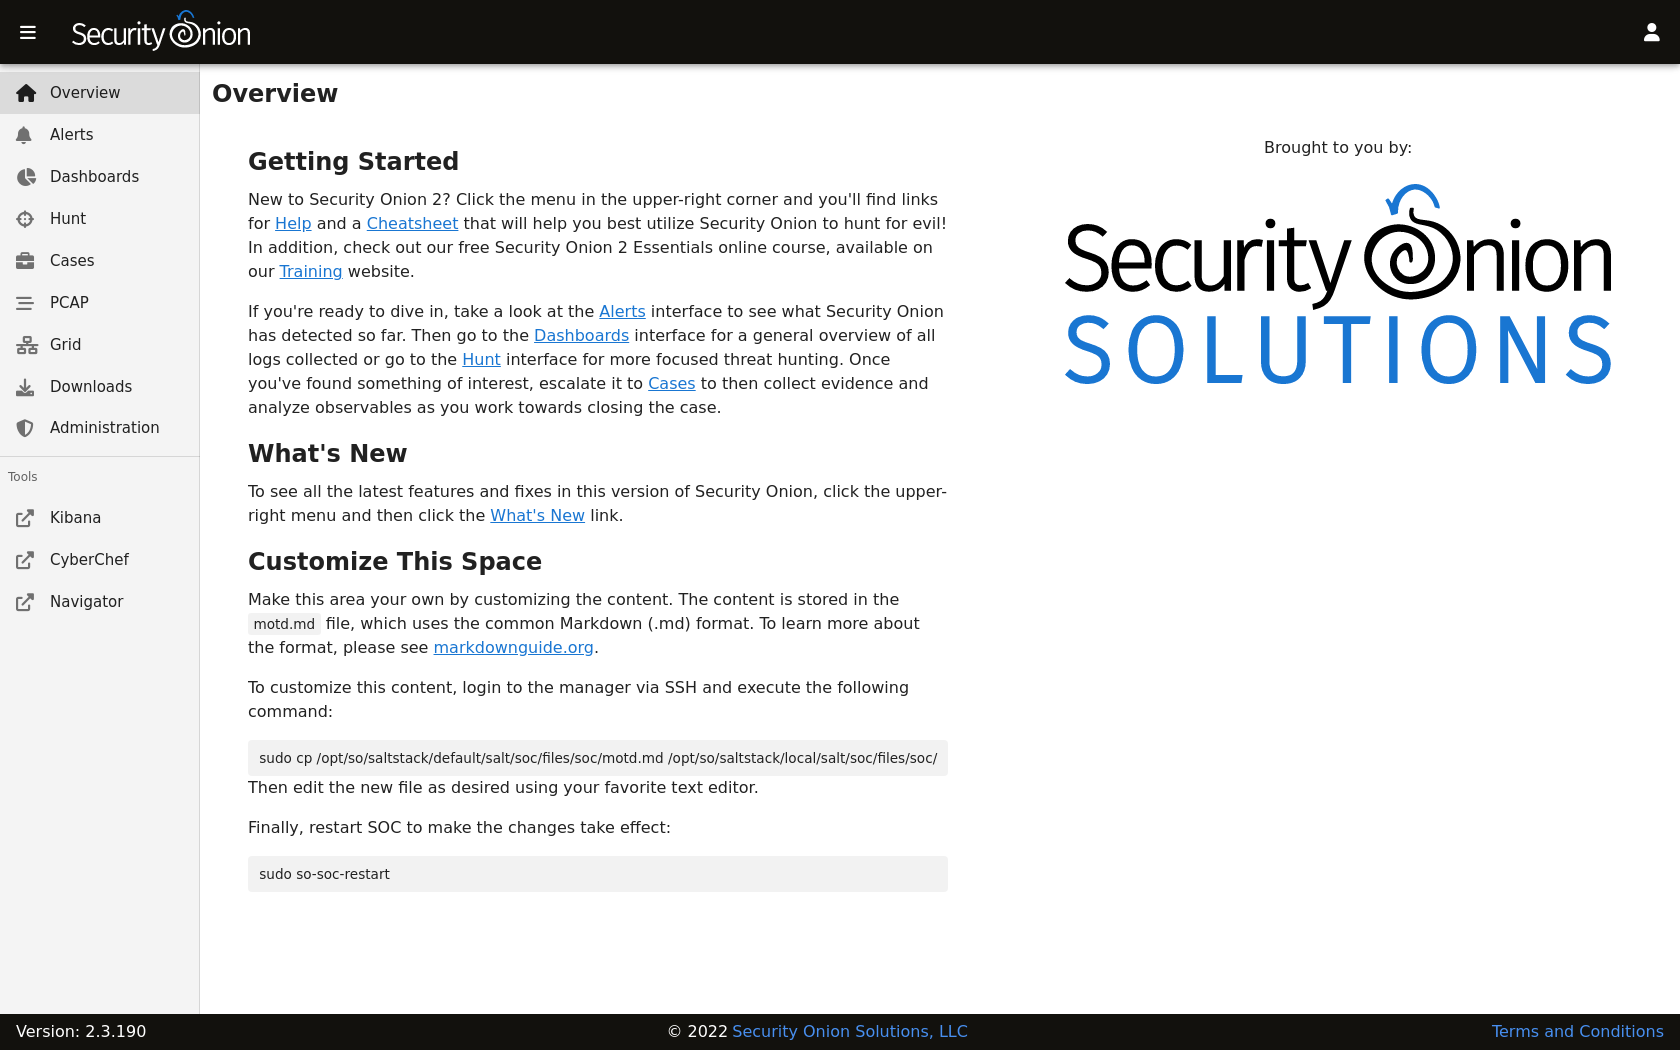 Security Onion
Overview
Alerts
Dashboards
Hunt
Cases
PCAP
Grid
Downloads
Administration
Tools
Kibana
CyberChef
Navigator
Overview
Getting Started
New to Security Onion 2? Click the menu in the upper-right corner and you'll find links
for Help and a Cheatsheet that will help you best utilize Security Onion to hunt for evil!
In addition, check out our free Security Onion 2 Essentials online course, available on
our Training website.
If you're ready to dive in, take a look at the Alerts interface to see what Security Onion
has detected so far. Then go to the Dashboards interface for a general overview of all
logs collected or go to the Hunt interface for more focused threat hunting. Once
you've found something of interest, escalate it to Cases to then collect evidence and
analyze observables as you work towards closing the case.
What's New
To see all the latest features and fixes in this version of Security Onion, click the upper-
right menu and then click the What's New link.
Customize This Space
Make this area your own by customizing the content. The content is stored in the
motd.md file, which uses the common Markdown (.md) format. To learn more about
the format, please see markdownguide.org.
To customize this content, login to the manager via SSH and execute the following
command:
sudo cp /opt/so/saltstack/default/salt/soc/files/soc/motd.md /opt/so/saltstack/local/salt/soc/files/soc/
Then edit the new file as desired using your favorite text editor.
Finally, restart SOC to make the changes take effect:
sudo so-soc-restart
Brought to you by:
Security Onion
SOLUTIONS
Version: 2.3.190
© 2022 Security Onion Solutions, LLC
Terms and Conditions